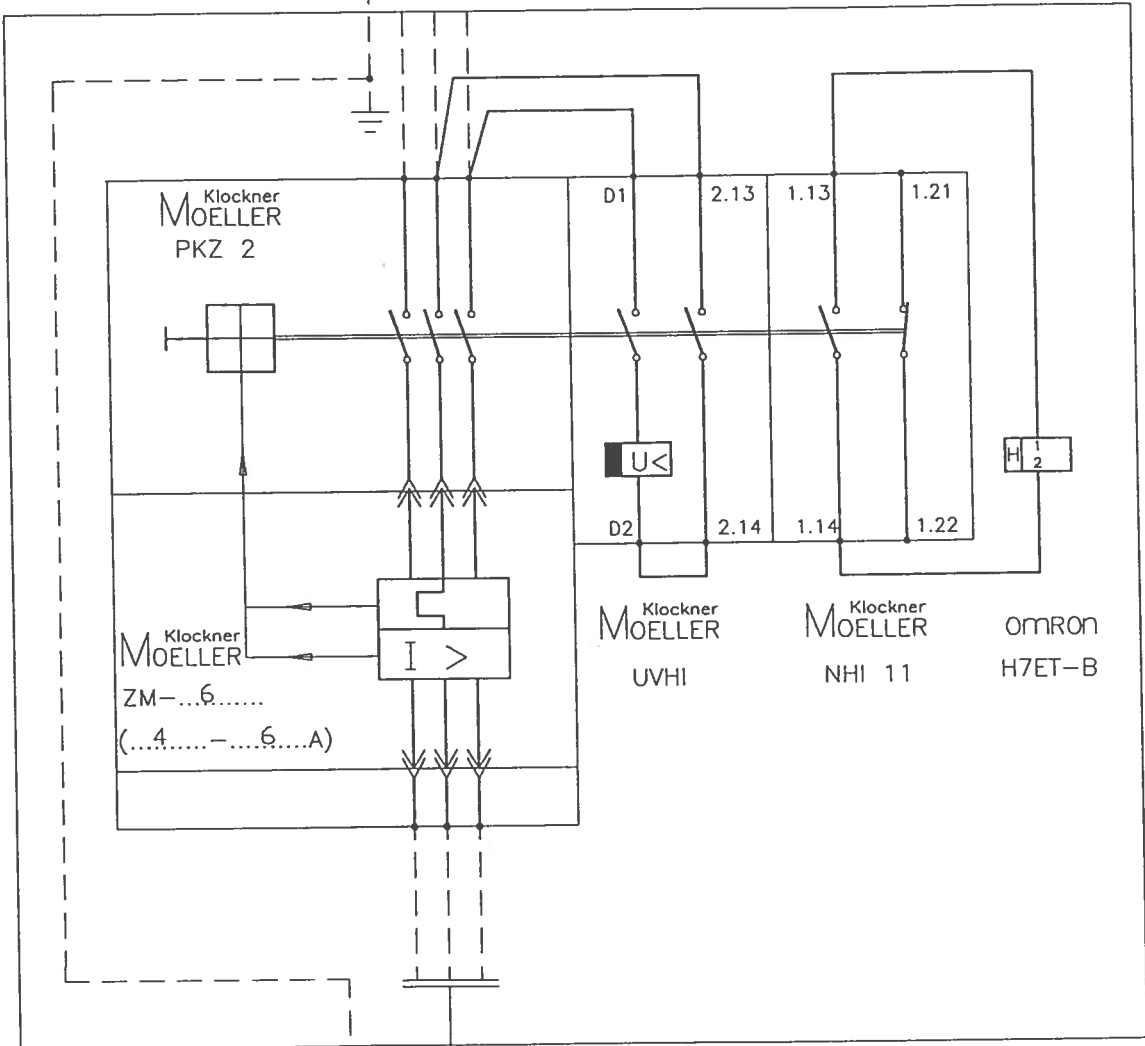 Klockner
MOELLER
PKZ 2
D1
2.13
1.13
1.21
U<
H
1
2
D2
2.14
1.14
1.22
I >
Klockner
MOELLER
ZM-...6.......
(...4.....-....6....A)
Klockner
MOELLER
UVHI
Klockner
MOELLER
NHI 11
OMRON
H7ET-B